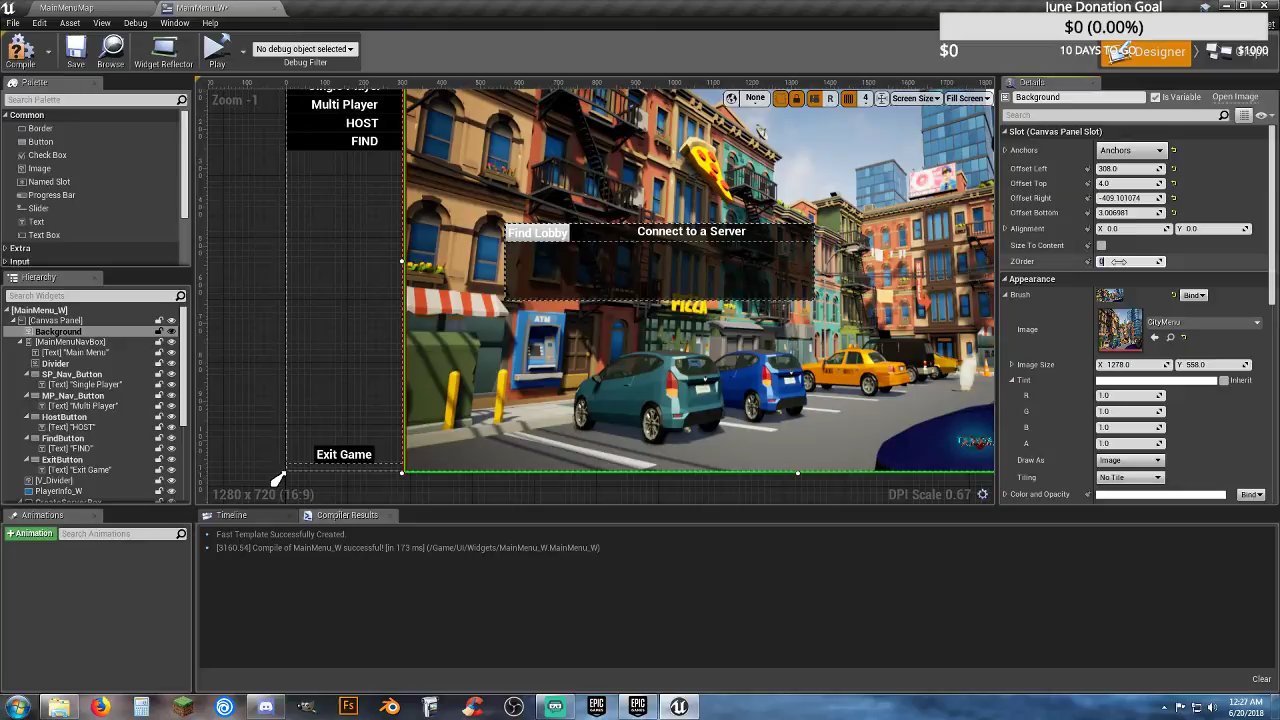 MainMenuMap
MainMenu_W*
June Donation Goal
$0 (0.00%)
$0
10 DAYS TO GO
$1000
File Edit Asset View Debug Window Help
Compile
Save
Browse
Widget Reflector
Play
No debug object selected
Debug Filter
Designer
Palette
Search Palette
Common
Border
Button
Check Box
Image
Named Slot
Progress Bar
Slider
Text
Text Box
Extra
Input
Hierarchy
Search Widgets
[MainMenu_W]
[Canvas Panel]
Background
[MainMenuNavBox]
[Text] "Main Menu"
Divider
SP_Nav_Button
[Text] "Single Player"
MP_Nav_Button
[Text] "Multi Player"
HostButton
[Text] "HOST"
FindButton
[Text] "FIND"
ExitButton
[Text] "Exit Game"
[V_Divider]
PlayerInfo_W
Animations
+Animation
Search Animations
Zoom -1
None
R
4
Screen Size
Fill Screen
Multi Player
HOST
FIND
Find Lobby
Connect to a Server
ATM
PICCA
Exit Game
1280 x 720 (16:9)
DPI Scale 0.67
Timeline
Compiler Results
Fast Template Successfully Created.
[3160.54] Compile of MainMenu_W successful! [in 173 ms] (/Game/UI/Widgets/MainMenu_W.MainMenu_W)
Clear
Details
Background
Is Variable
Open Image
Search
Slot (Canvas Panel Slot)
Anchors
Anchors
Offset Left 308.0
Offset Top 4.0
Offset Right -409.101074
Offset Bottom 3.006981
Alignment X 0.0 Y 0.0
Size To Content
ZOrder
Appearance
Brush
Bind
Image
CityMenu
Image Size X 1278.0 Y 558.0
Tint
Inherit
R 1.0
G 1.0
B 1.0
A 1.0
Draw As Image
Tiling No Tile
Color and Opacity
Bind
Fs
EPIC GAMES
EPIC GAMES
12:27 AM
6/20/2018